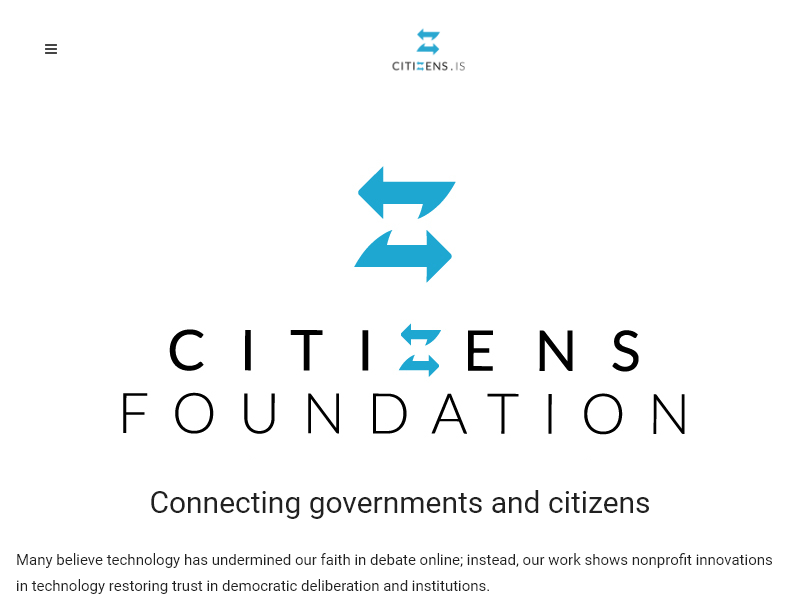 CITIZENS.IS
CITIZENS
FOUNDATION
Connecting governments and citizens
Many believe technology has undermined our faith in debate online; instead, our work shows nonprofit innovations
in technology restoring trust in democratic deliberation and institutions.